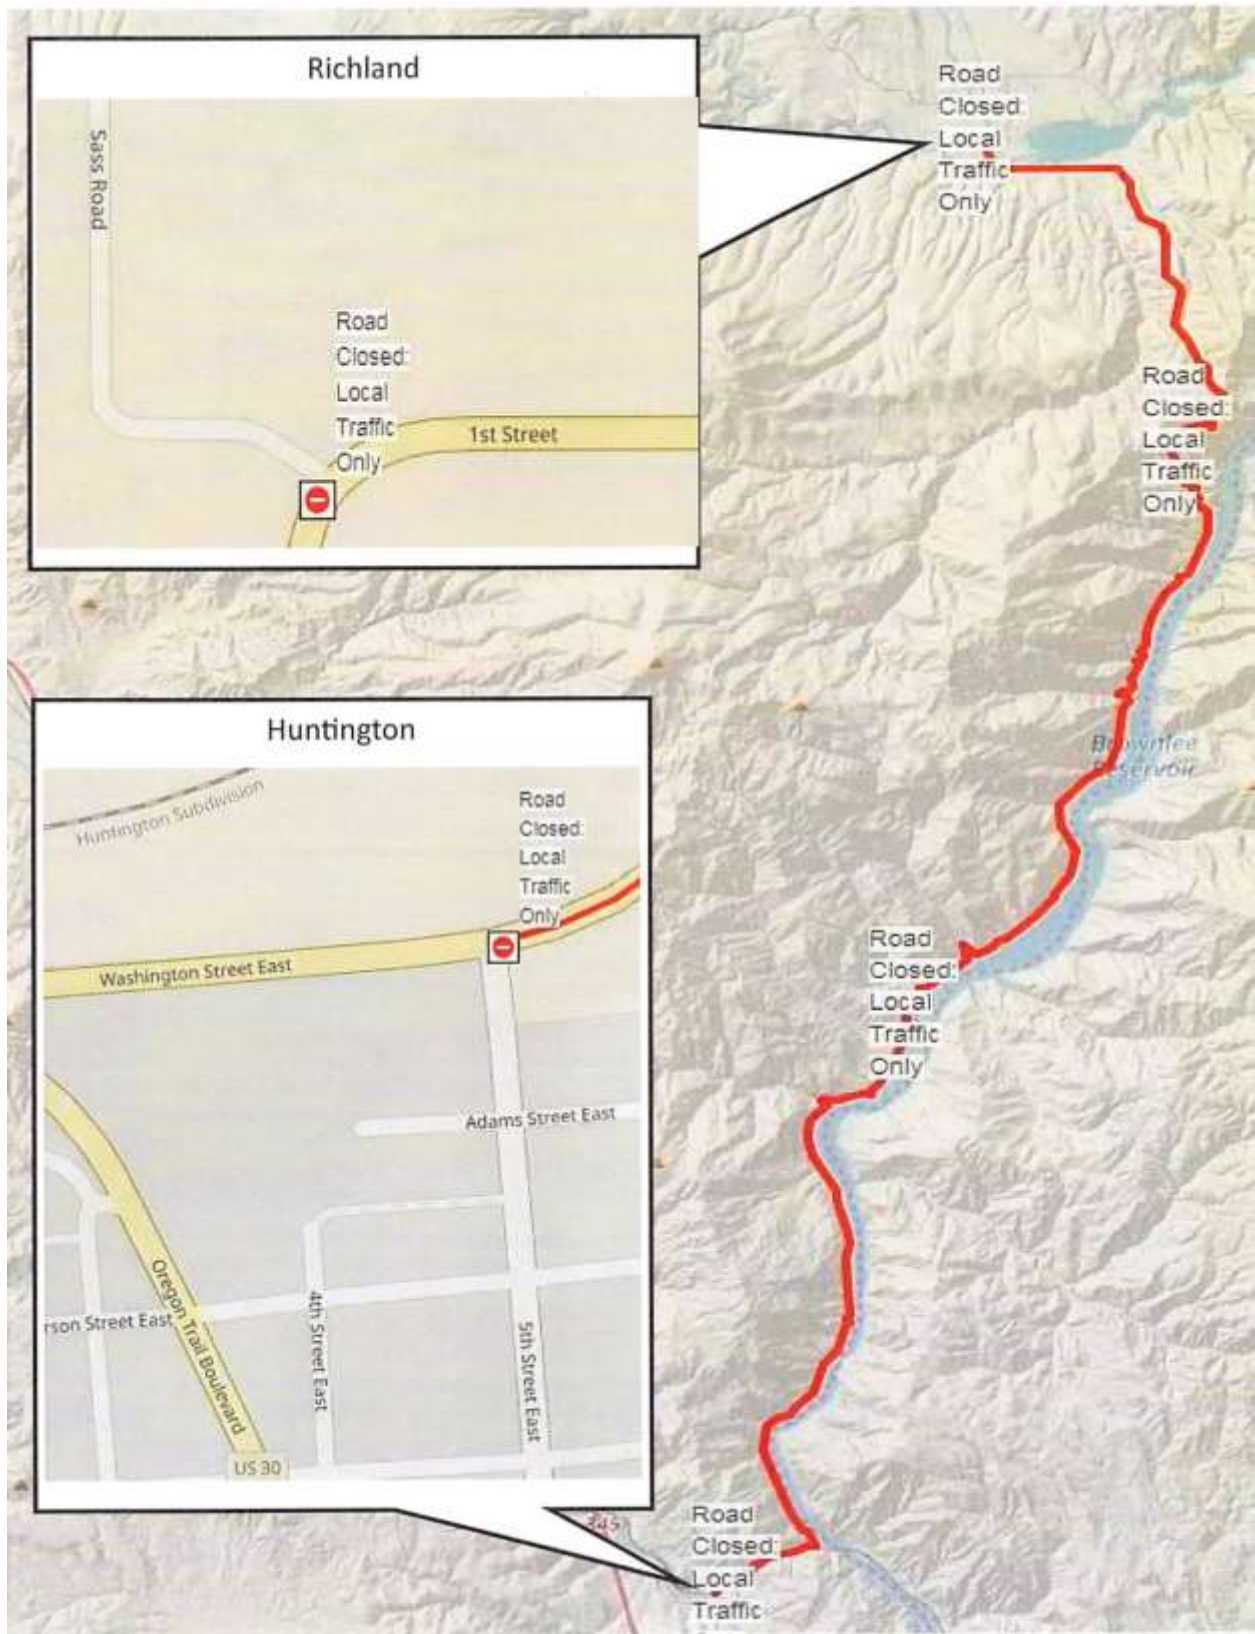 Richland
Sass Road
Road
Closed:
Local
Traffic
Only
1st Street
Road
Closed:
Local
Traffic
Only
Road
Closed:
Local
Traffic
Only
Huntington
Huntington Subdivision
Road
Closed:
Local
Traffic
Only
Washington Street East
Adams Street East
Oregon Trail Boulevard
rson Street East
4th Street East
5th Street East
US 30
Brownlee
Reservoir
Road
Closed:
Local
Traffic
Only
345
Road
Closed:
Local
Traffic